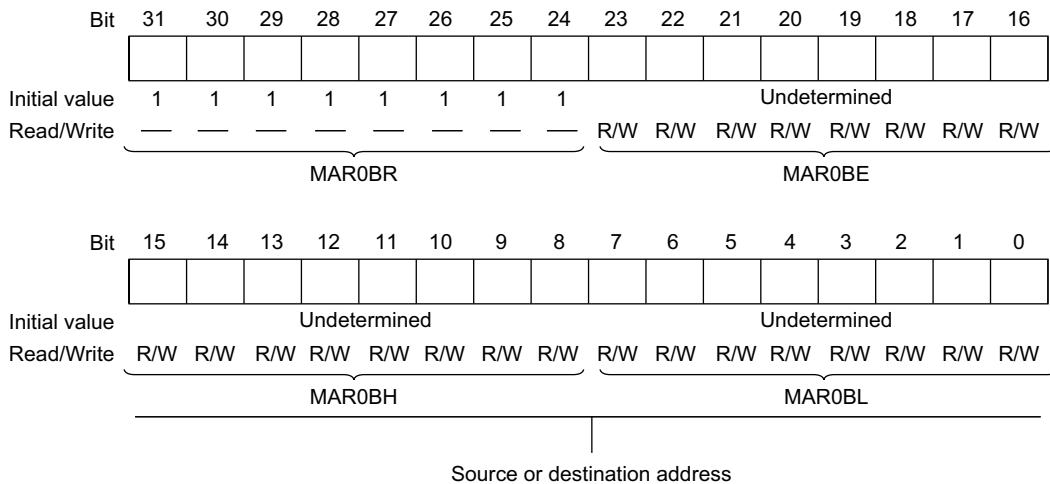 Bit 31 30 29 28 27 26 25 24 23 22 21 20 19 18 17 16
Initial value 1 1 1 1 1 1 1 1 Undetermined
Read/Write — — — — — — — — R/W R/W R/W R/W R/W R/W R/W R/W
MAR0BR MAR0BE
Bit 15 14 13 12 11 10 9 8 7 6 5 4 3 2 1 0
Initial value Undetermined Undetermined
Read/Write R/W R/W R/W R/W R/W R/W R/W R/W R/W R/W R/W R/W R/W R/W R/W R/W
MAR0BH MAR0BL
Source or destination address